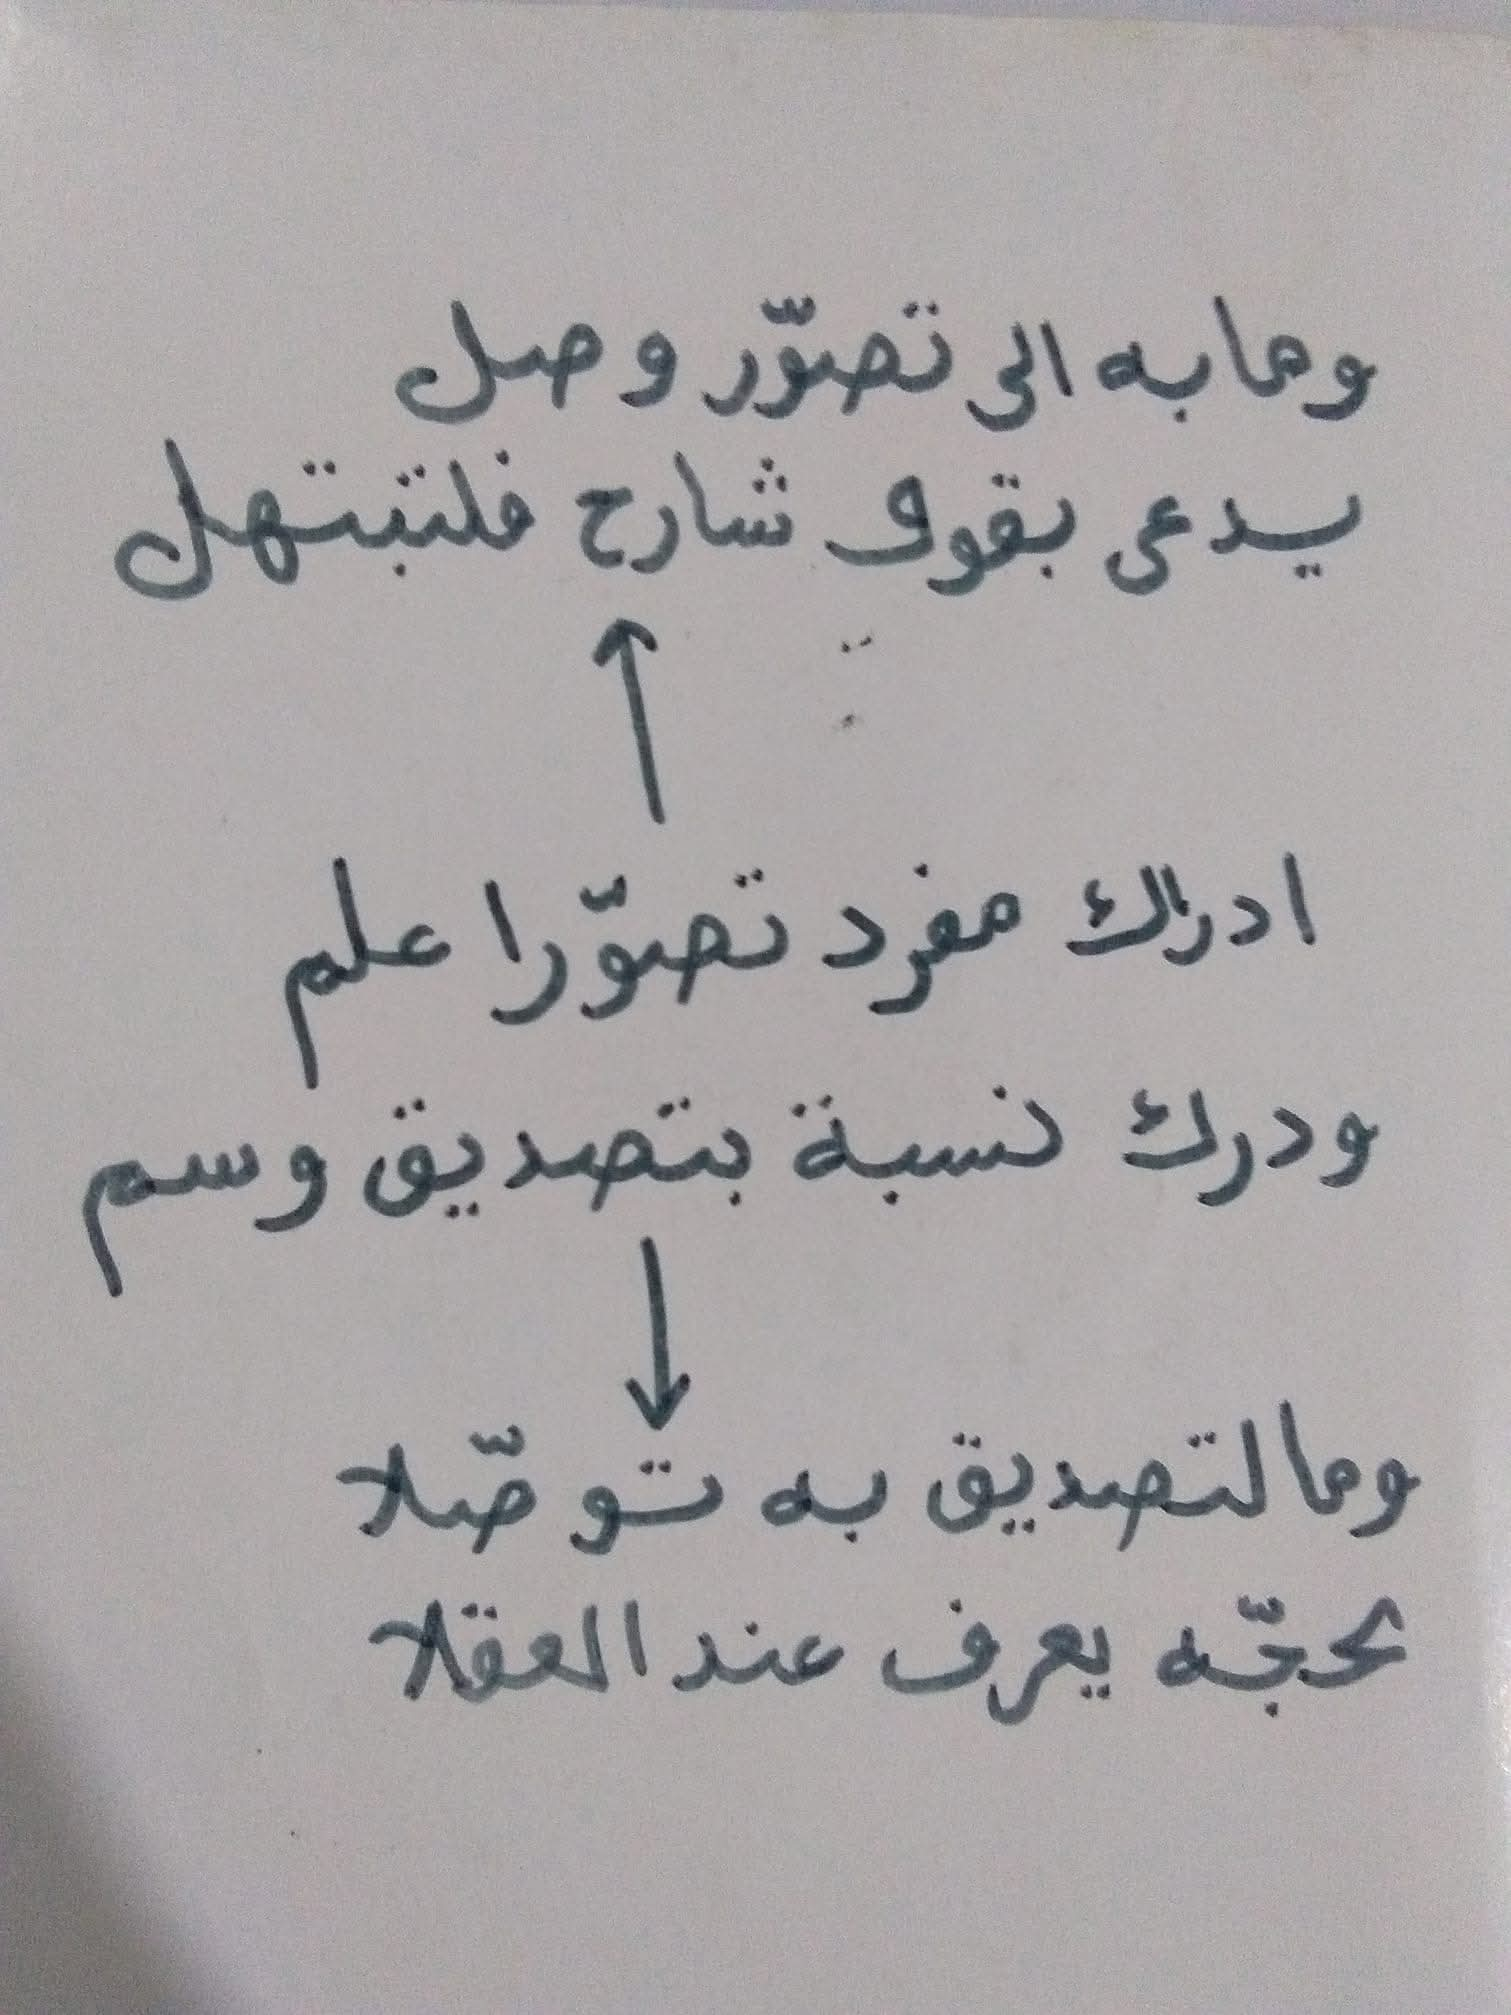 وما به الى تصوّر وصل
يدعى بقول شارح فلتبتهل
ادراك مفرد تصوّرا علم
ودرك نسبة بتصديق وسم
وما لتصديق به توصّلا
بحجّه يعرف عند العقلا